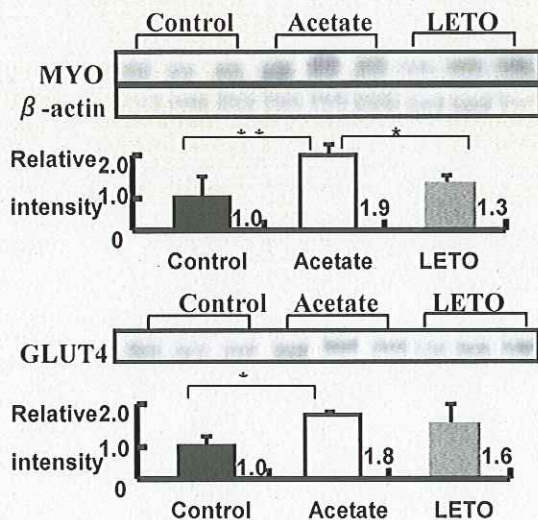 Control Acetate LETO
MYO
β-actin
** *
Relative 2.0
1.0
intensity 1.0 1.9 1.3
0
Control Acetate LETO
Control Acetate LETO
GLUT4
*
Relative 2.0
1.0
intensity 1.0 1.8 1.6
0
Control Acetate LETO